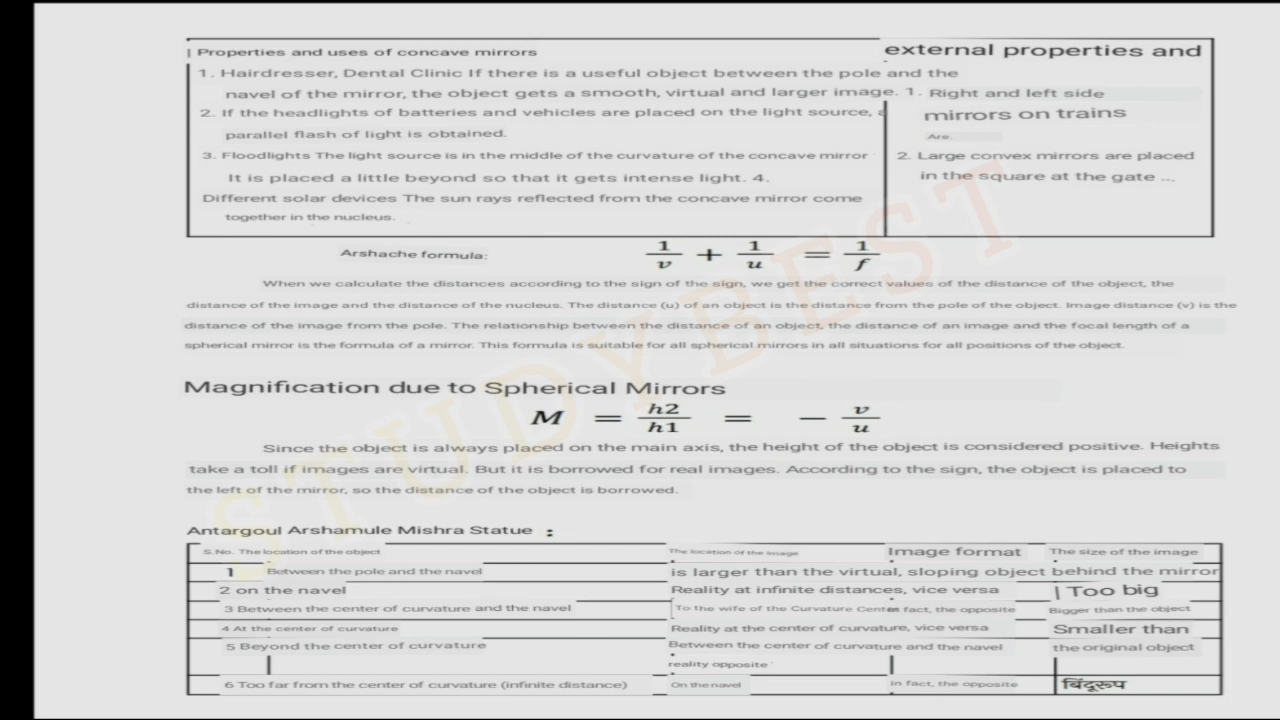 Properties and uses of concave mirrors
external properties and
1. Hairdresser, Dental Clinic If there is a useful object between the pole and the
navel of the mirror, the object gets a smooth, virtual and larger image. 1. Right and left side
2. If the headlights of batteries and vehicles are placed on the light source, a
mirrors on trains
parallel flash of light is obtained.
Are.
3. Floodlights The light source is in the middle of the curvature of the concave mirror
2. Large convex mirrors are placed
It is placed a little beyond so that it gets intense light. 4.
in the square at the gate ...
Different solar devices The sun rays reflected from the concave mirror come
together in the nucleus.
Arshache formula: 1/v + 1/u = 1/f
When we calculate the distances according to the sign of the sign, we get the correct values of the distance of the object, the
distance of the image and the distance of the nucleus. The distance (u) of an object is the distance from the pole of the object. Image distance (v) is the
distance of the image from the pole. The relationship between the distance of an object, the distance of an image and the focal length of a
spherical mirror is the formula of a mirror. This formula is suitable for all spherical mirrors in all situations for all positions of the object.
Magnification due to Spherical Mirrors
M = h2/h1 = - v/u
Since the object is always placed on the main axis, the height of the object is considered positive. Heights
take a toll if images are virtual. But it is borrowed for real images. According to the sign, the object is placed to
the left of the mirror, so the distance of the object is borrowed.
Antargoul Arshamule Mishra Statue :
S.No. The location of the object The location of the image Image format The size of the image
1 Between the pole and the navel is larger than the virtual, sloping object behind the mirror
2 on the navel Reality at infinite distances, vice versa Too big
3 Between the center of curvature and the navel To the wife of the Curvature Center in fact, the opposite Bigger than the object
4 At the center of curvature Reality at the center of curvature, vice versa Smaller than
5 Beyond the center of curvature Between the center of curvature and the navel the original object
reality opposite
6 Too far from the center of curvature (infinite distance) On the navel in fact, the opposite बिंदूरूप
STUDYBEST